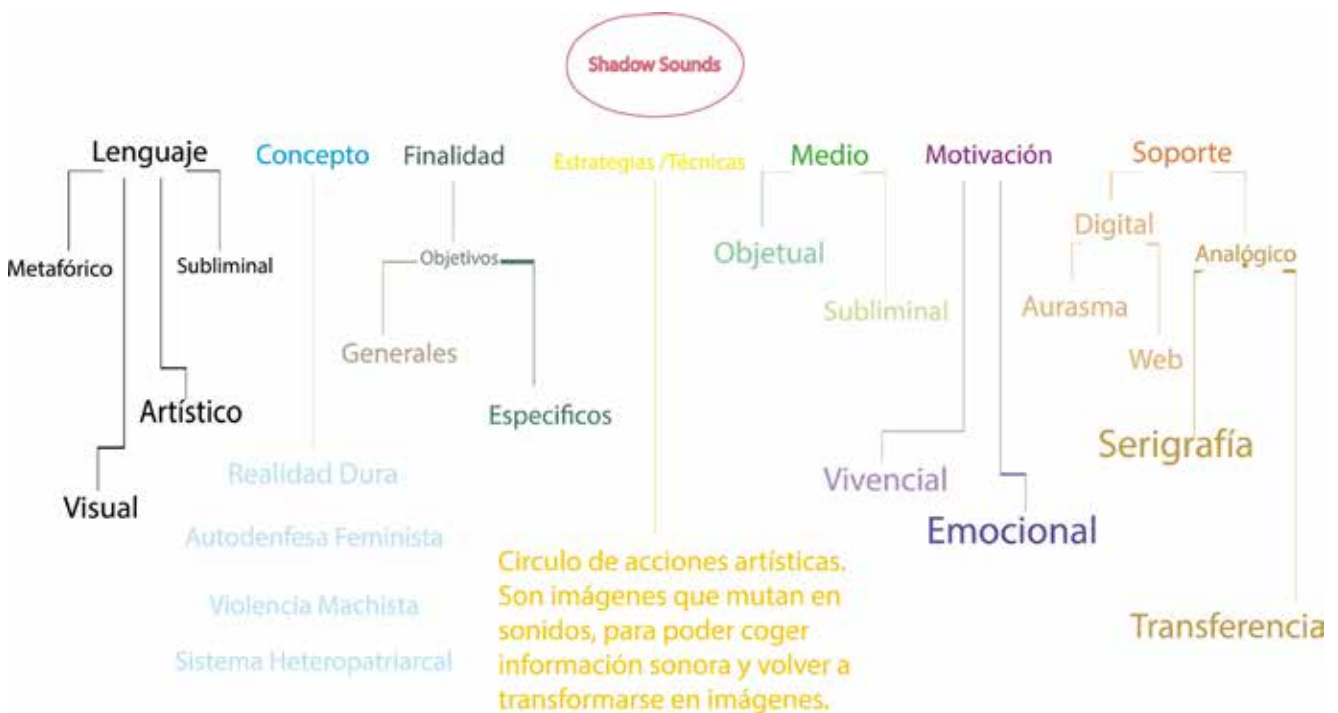 Shadow Sounds
Lenguaje
Concepto
Finalidad
Estrategias /Técnicas
Medio
Motivación
Soporte
Metafórico
Subliminal
Artístico
Visual
Realidad Dura
Autodenfesa Feminista
Violencia Machista
Sistema Heteropatriarcal
Objetivos
Generales
Especificos
Circulo de acciones artísticas.
Son imágenes que mutan en
sonidos, para poder coger
información sonora y volver a
transformarse en imágenes.
Objetual
Subliminal
Vivencial
Emocional
Digital
Analógico
Aurasma
Web
Serigrafía
Transferencia